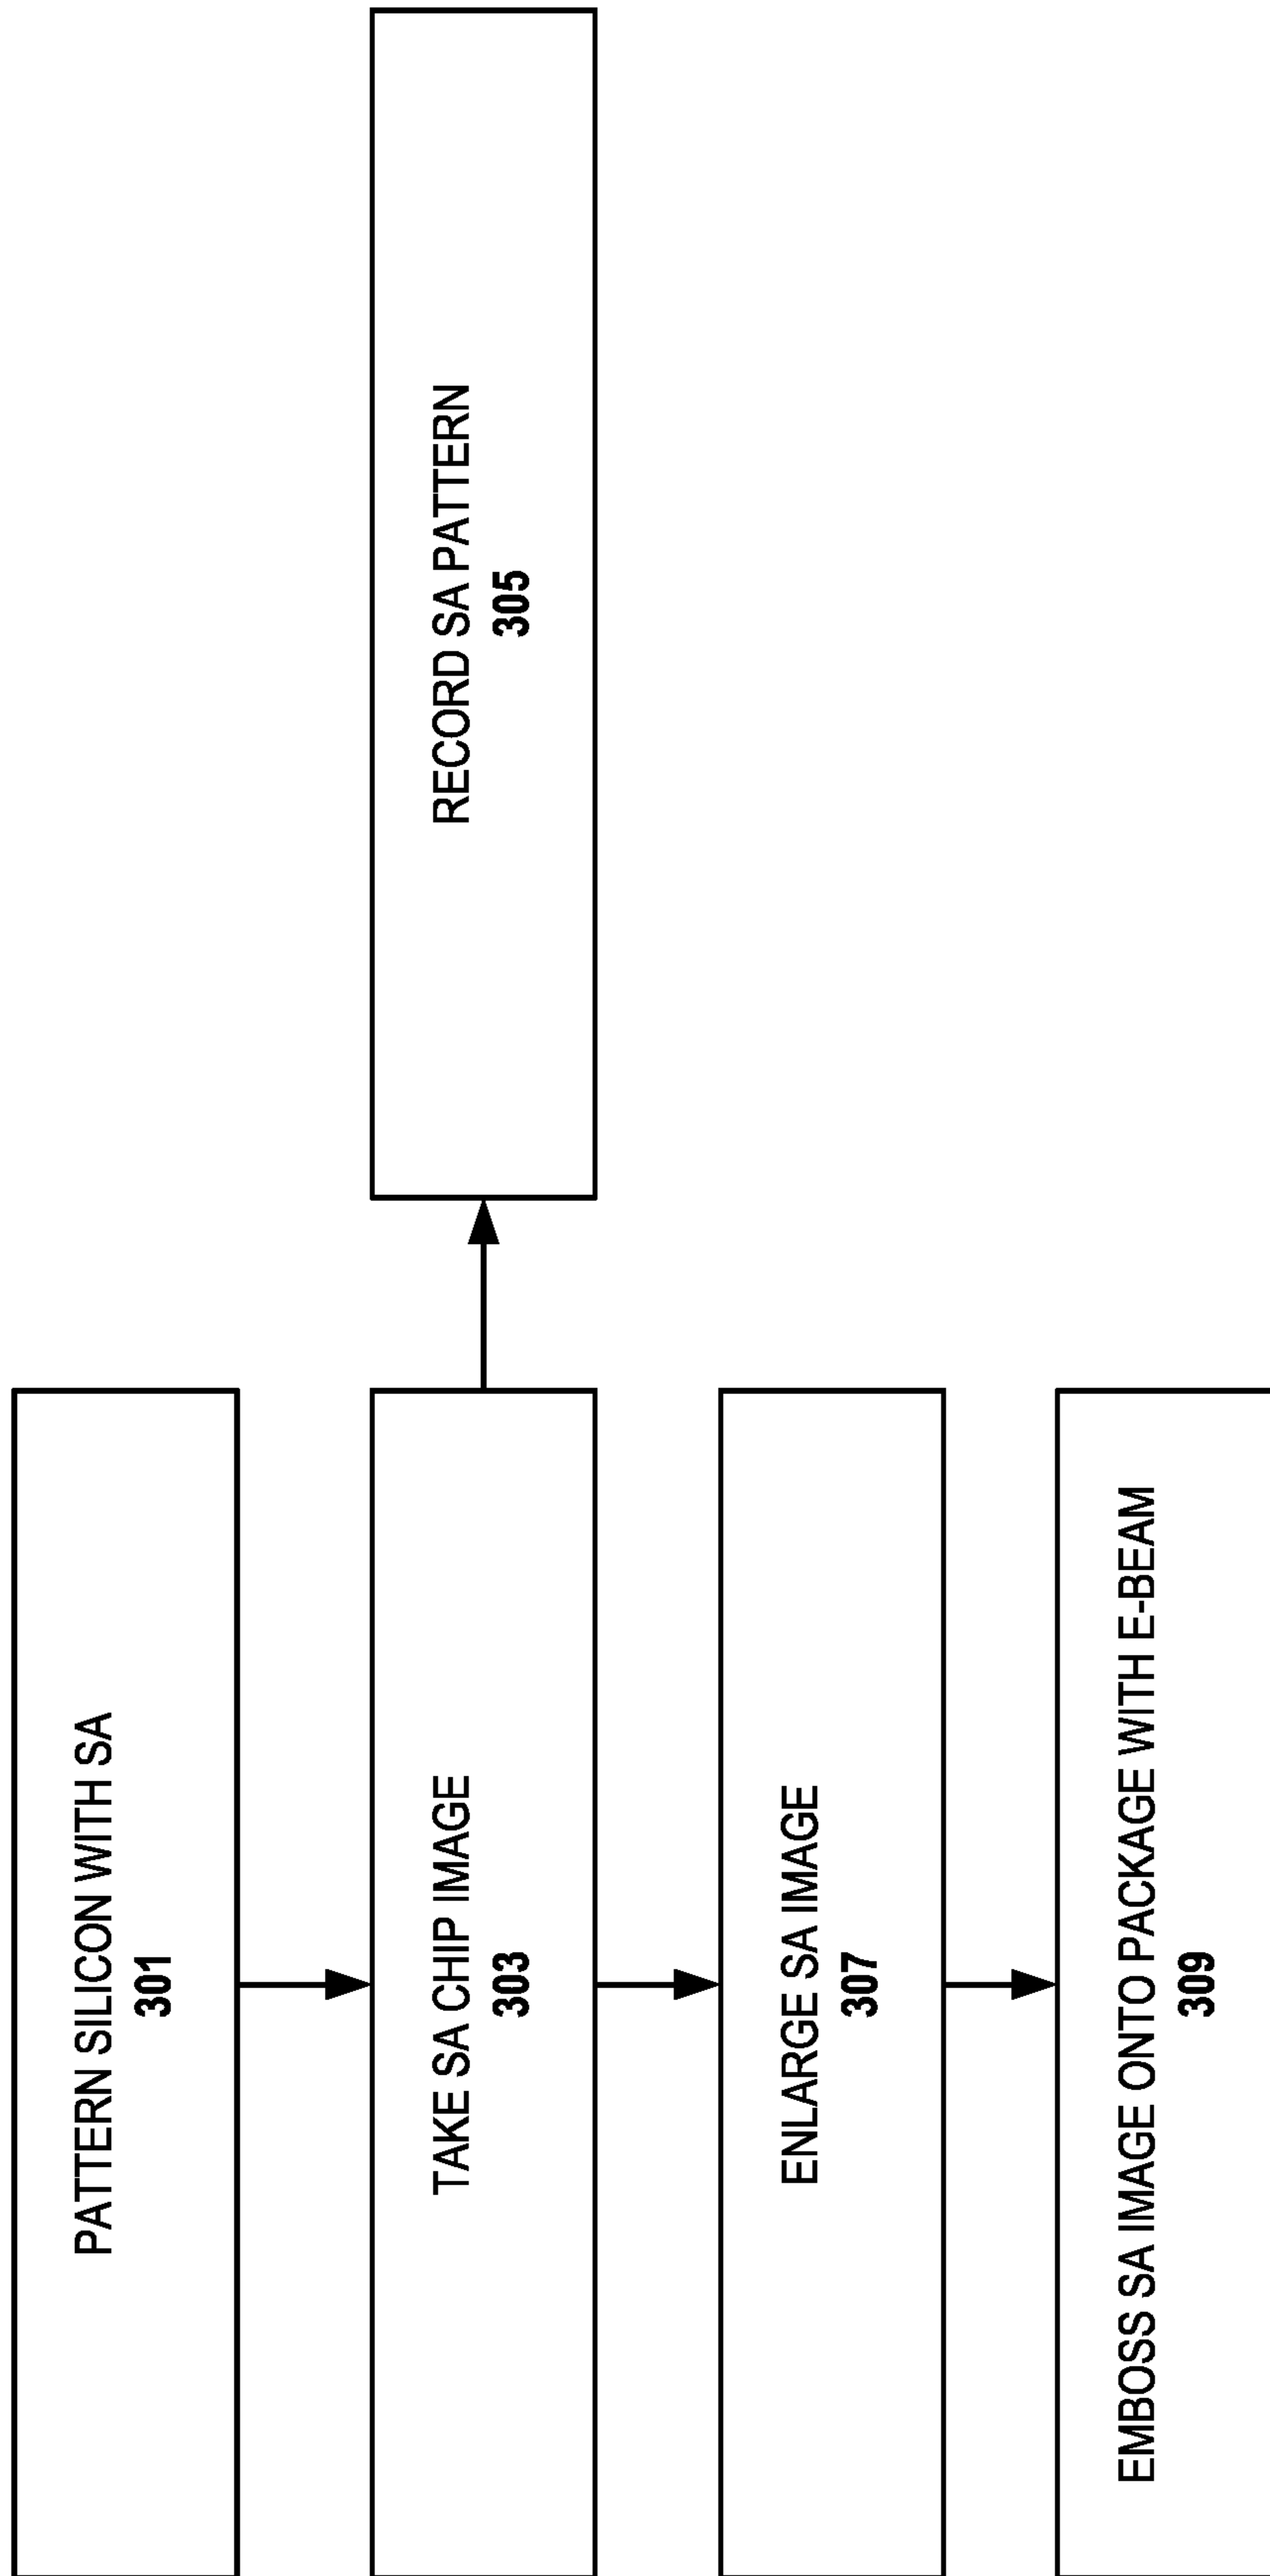 PATTERN SILICON WITH SA
301
TAKE SA CHIP IMAGE
303
RECORD SA PATTERN
305
ENLARGE SA IMAGE
307
EMBOSS SA IMAGE ONTO PACKAGE WITH E-BEAM
309